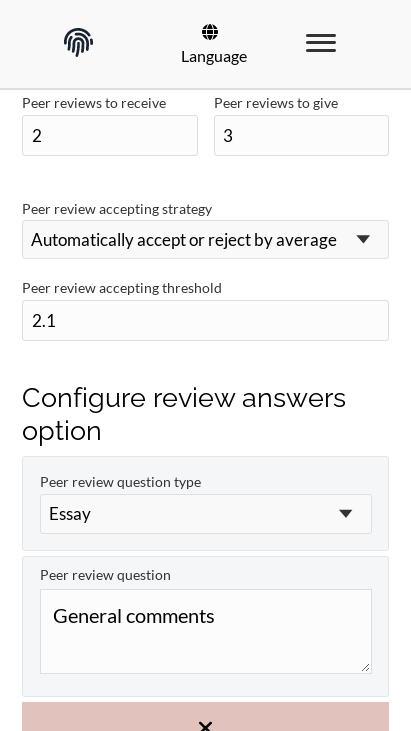 Language
Peer reviews to receive
Peer reviews to give
2
3
Peer review accepting strategy
Automatically accept or reject by average
Peer review accepting threshold
2.1
Configure review answers
option
Peer review question type
Essay
Peer review question
General comments